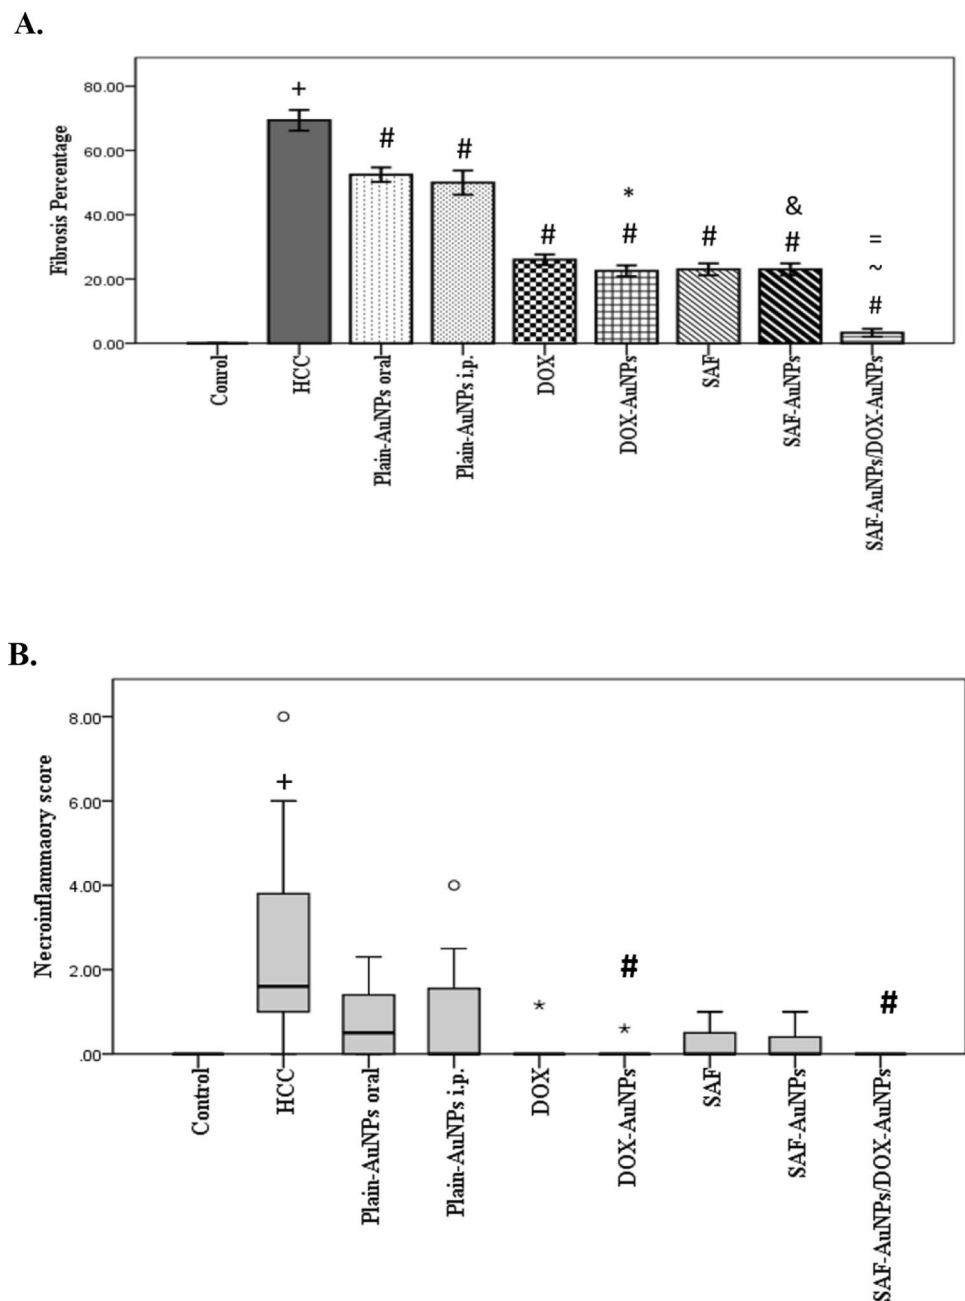 A.
Fibrosis Percentage
80.00
60.00
40.00
20.00
0.00
+
#
#
#
*
#
#
&
#
=
~
#
Conrol
HCC
Plain-AuNPs oral
Plain-AuNPs i.p.
DOX
DOX-AuNPs
SAF
SAF-AuNPs
SAF-AuNPs/DOX-AuNPs
B.
Necroinflammaory score
8.00
6.00
4.00
2.00
.00
+
#
#
Control
HCC
Plain-AuNPs oral
Plain-AuNPs i.p.
DOX
DOX-AuNPs
SAF
SAF-AuNPs
SAF-AuNPs/DOX-AuNPs